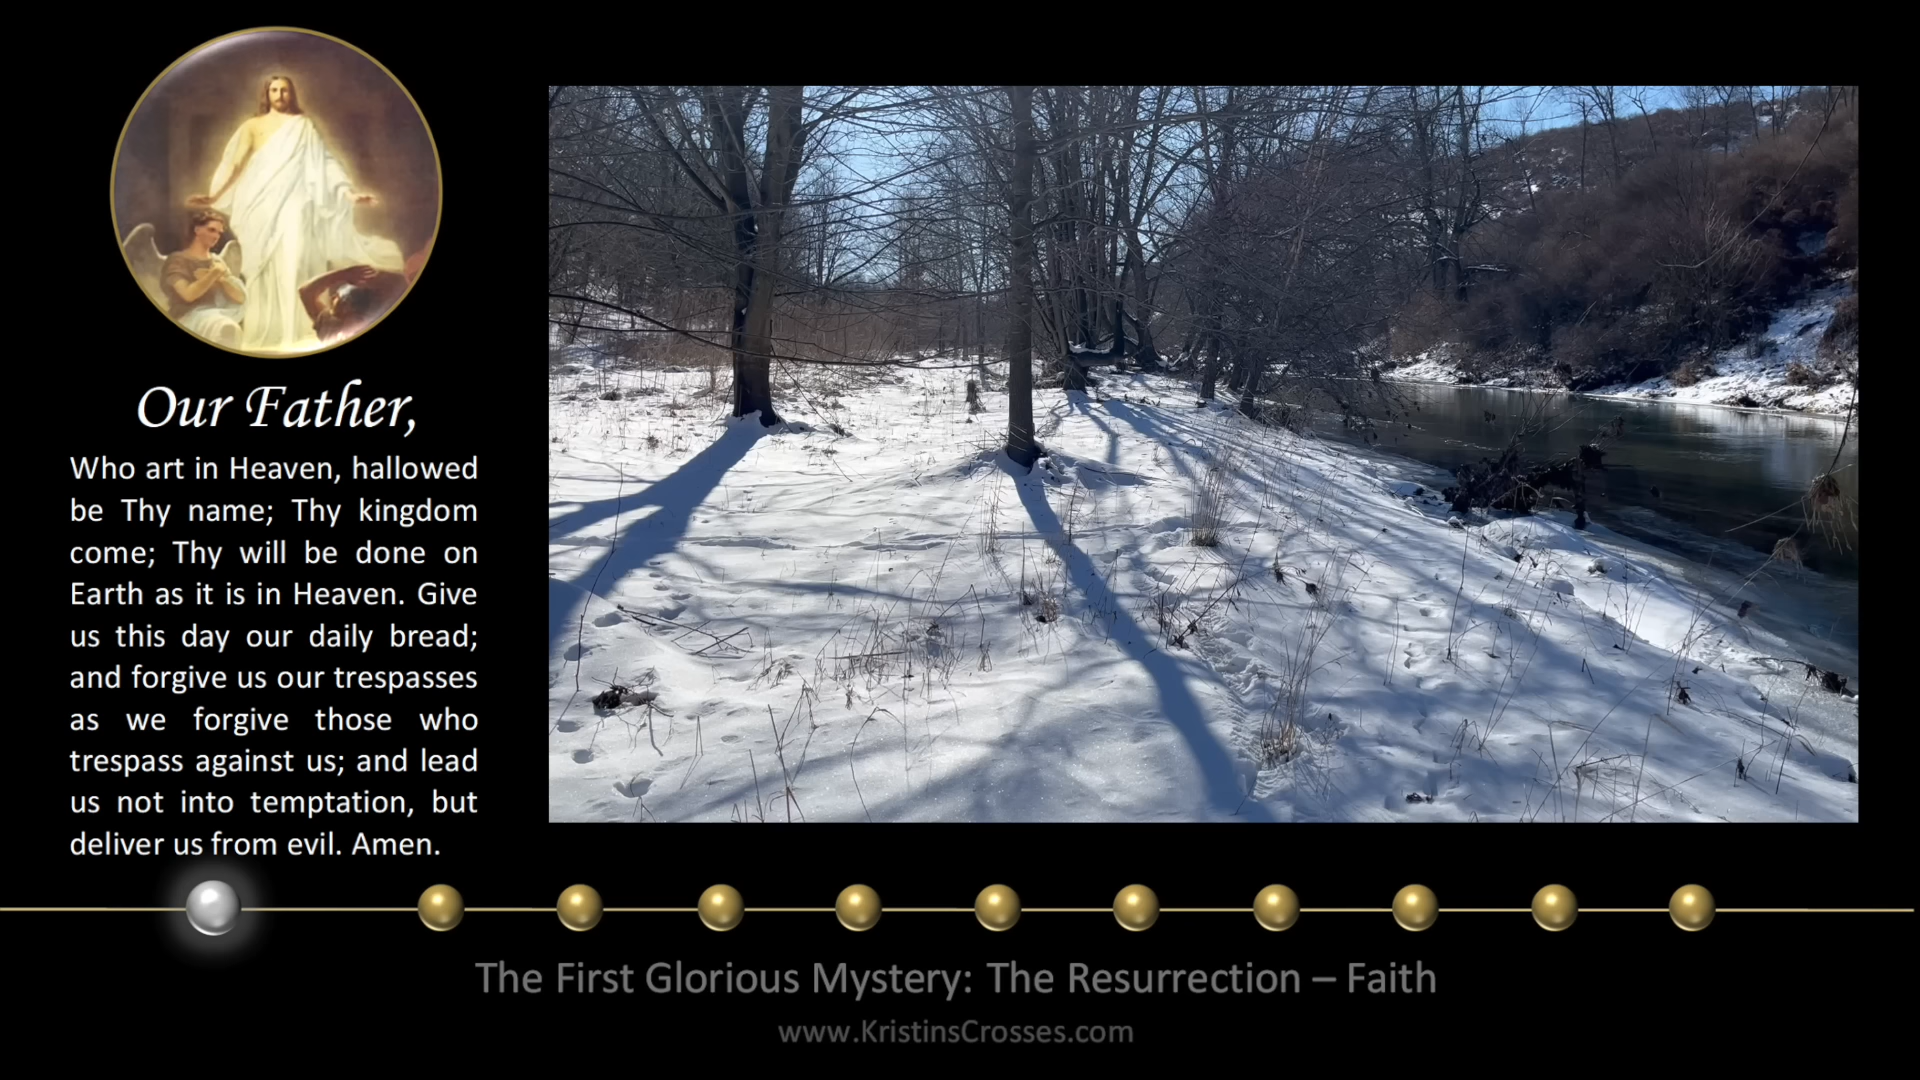 Our Father,
Who art in Heaven, hallowed
be Thy name; Thy kingdom
come; Thy will be done on
Earth as it is in Heaven. Give
us this day our daily bread;
and forgive us our trespasses
as we forgive those who
trespass against us; and lead
us not into temptation, but
deliver us from evil. Amen.
The First Glorious Mystery: The Resurrection – Faith
www.KristinsCrosses.com